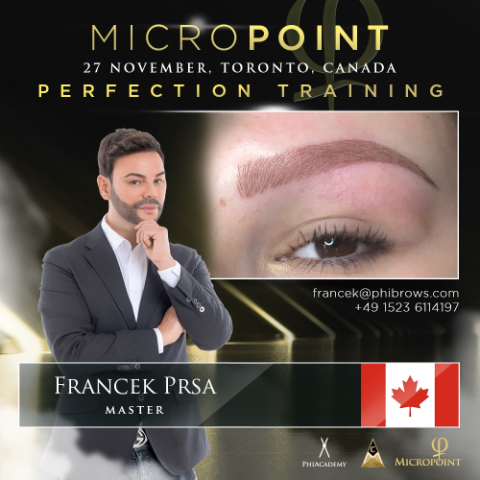 MICROPOINT
27 NOVEMBER, TORONTO, CANADA
PERFECTION TRAINING
francek@phibrows.com
+49 1523 6114197
FRANCEK PRSA
MASTER
PHIACADEMY
MICROPOINT